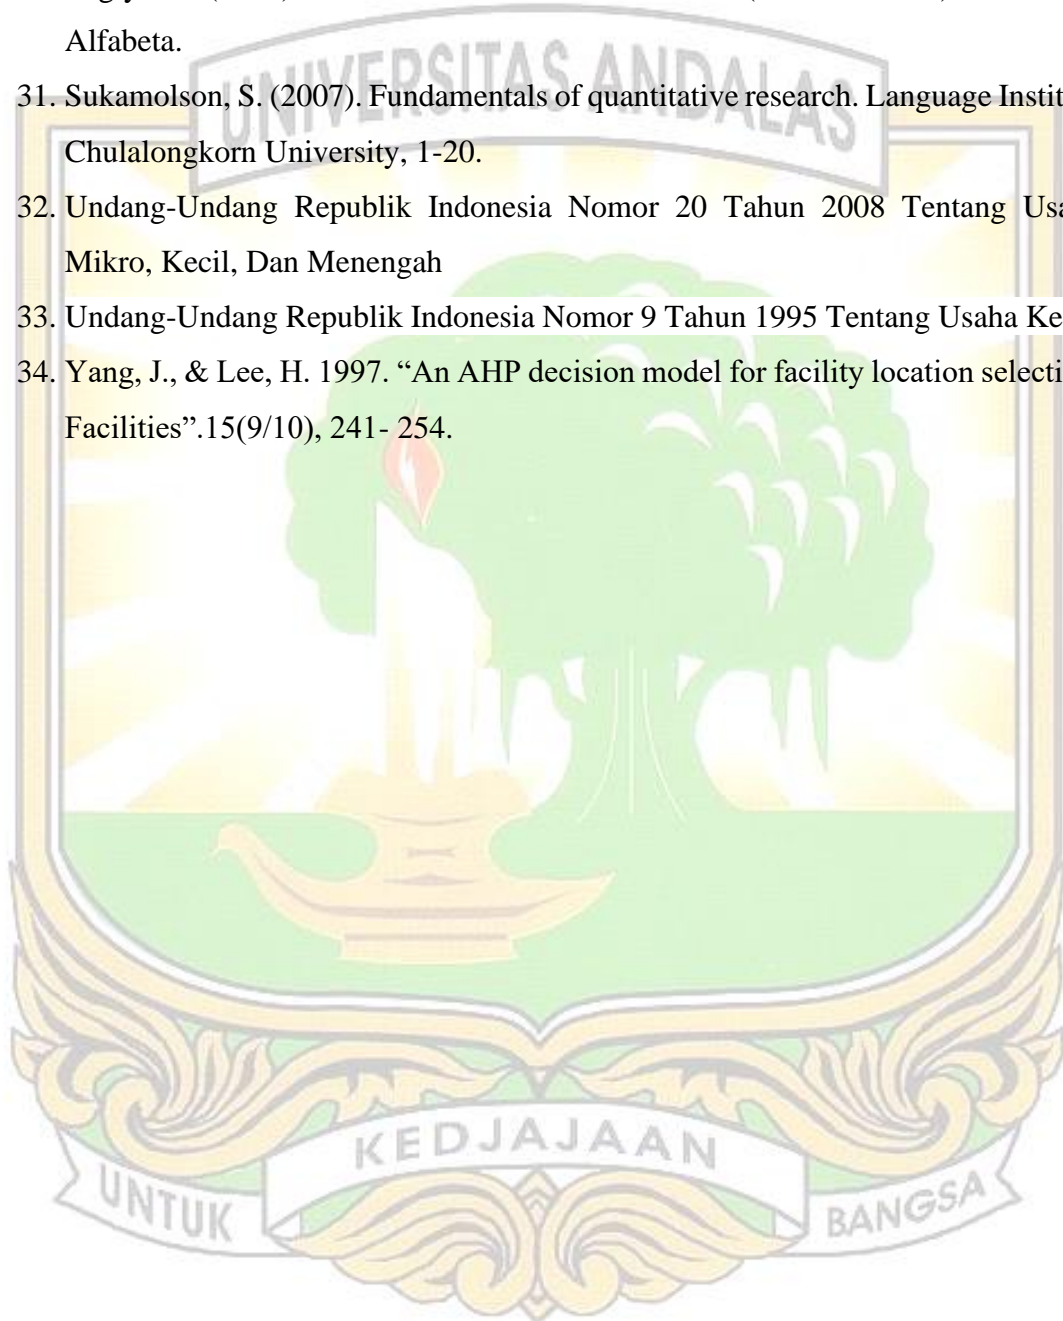 Alfabeta.
31. Sukamolson, S. (2007). Fundamentals of quantitative research. Language Instit
Chulalongkorn University, 1-20.
32. Undang-Undang Republik Indonesia Nomor 20 Tahun 2008 Tentang Usa
Mikro, Kecil, Dan Menengah
33. Undang-Undang Republik Indonesia Nomor 9 Tahun 1995 Tentang Usaha Ke
34. Yang, J., & Lee, H. 1997. “An AHP decision model for facility location selecti
Facilities”.15(9/10), 241- 254.
UNIVERSITAS ANDALAS
UNTUK KEDJAJAAN BANGSA